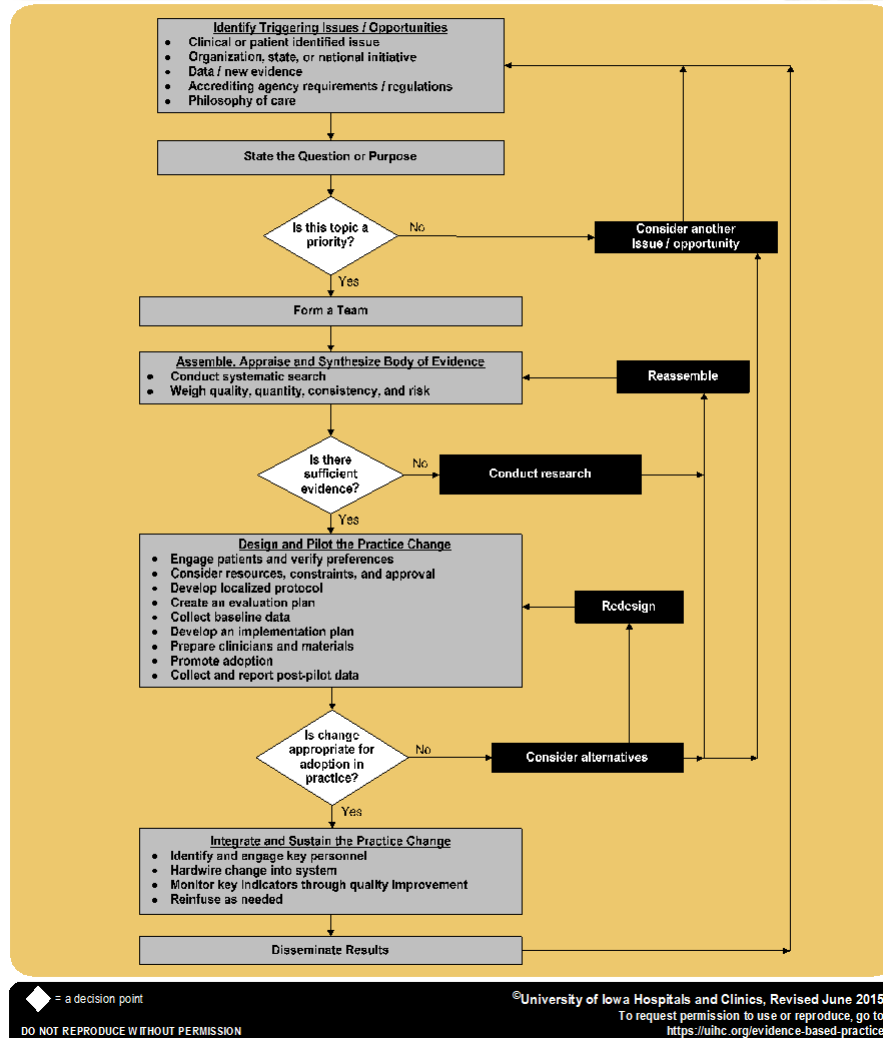 Identify Triggering Issues / Opportunities
• Clinical or patient identified issue
• Organization, state, or national initiative
• Data / new evidence
• Accrediting agency requirements / regulations
• Philosophy of care
State the Question or Purpose
Is this topic a
priority?
No
Consider another
Issue / opportunity
Yes
Form a Team
Assemble, Appraise and Synthesize Body of Evidence
• Conduct systematic search
• Weigh quality, quantity, consistency, and risk
Reassemble
Is there
sufficient
evidence?
No
Conduct research
Yes
Design and Pilot the Practice Change
• Engage patients and verify preferences
• Consider resources, constraints, and approval
• Develop localized protocol
• Create an evaluation plan
• Collect baseline data
• Develop an implementation plan
• Prepare clinicians and materials
• Promote adoption
• Collect and report post-pilot data
Redesign
Is change
appropriate for
adoption in
practice?
No
Consider alternatives
Yes
Integrate and Sustain the Practice Change
• Identify and engage key personnel
• Hardwire change into system
• Monitor key indicators through quality improvement
• Reinfuse as needed
Disseminate Results
= a decision point
©University of Iowa Hospitals and Clinics, Revised June 2015
To request permission to use or reproduce, go to
https://uihc.org/evidence-based-practice
DO NOT REPRODUCE WITHOUT PERMISSION